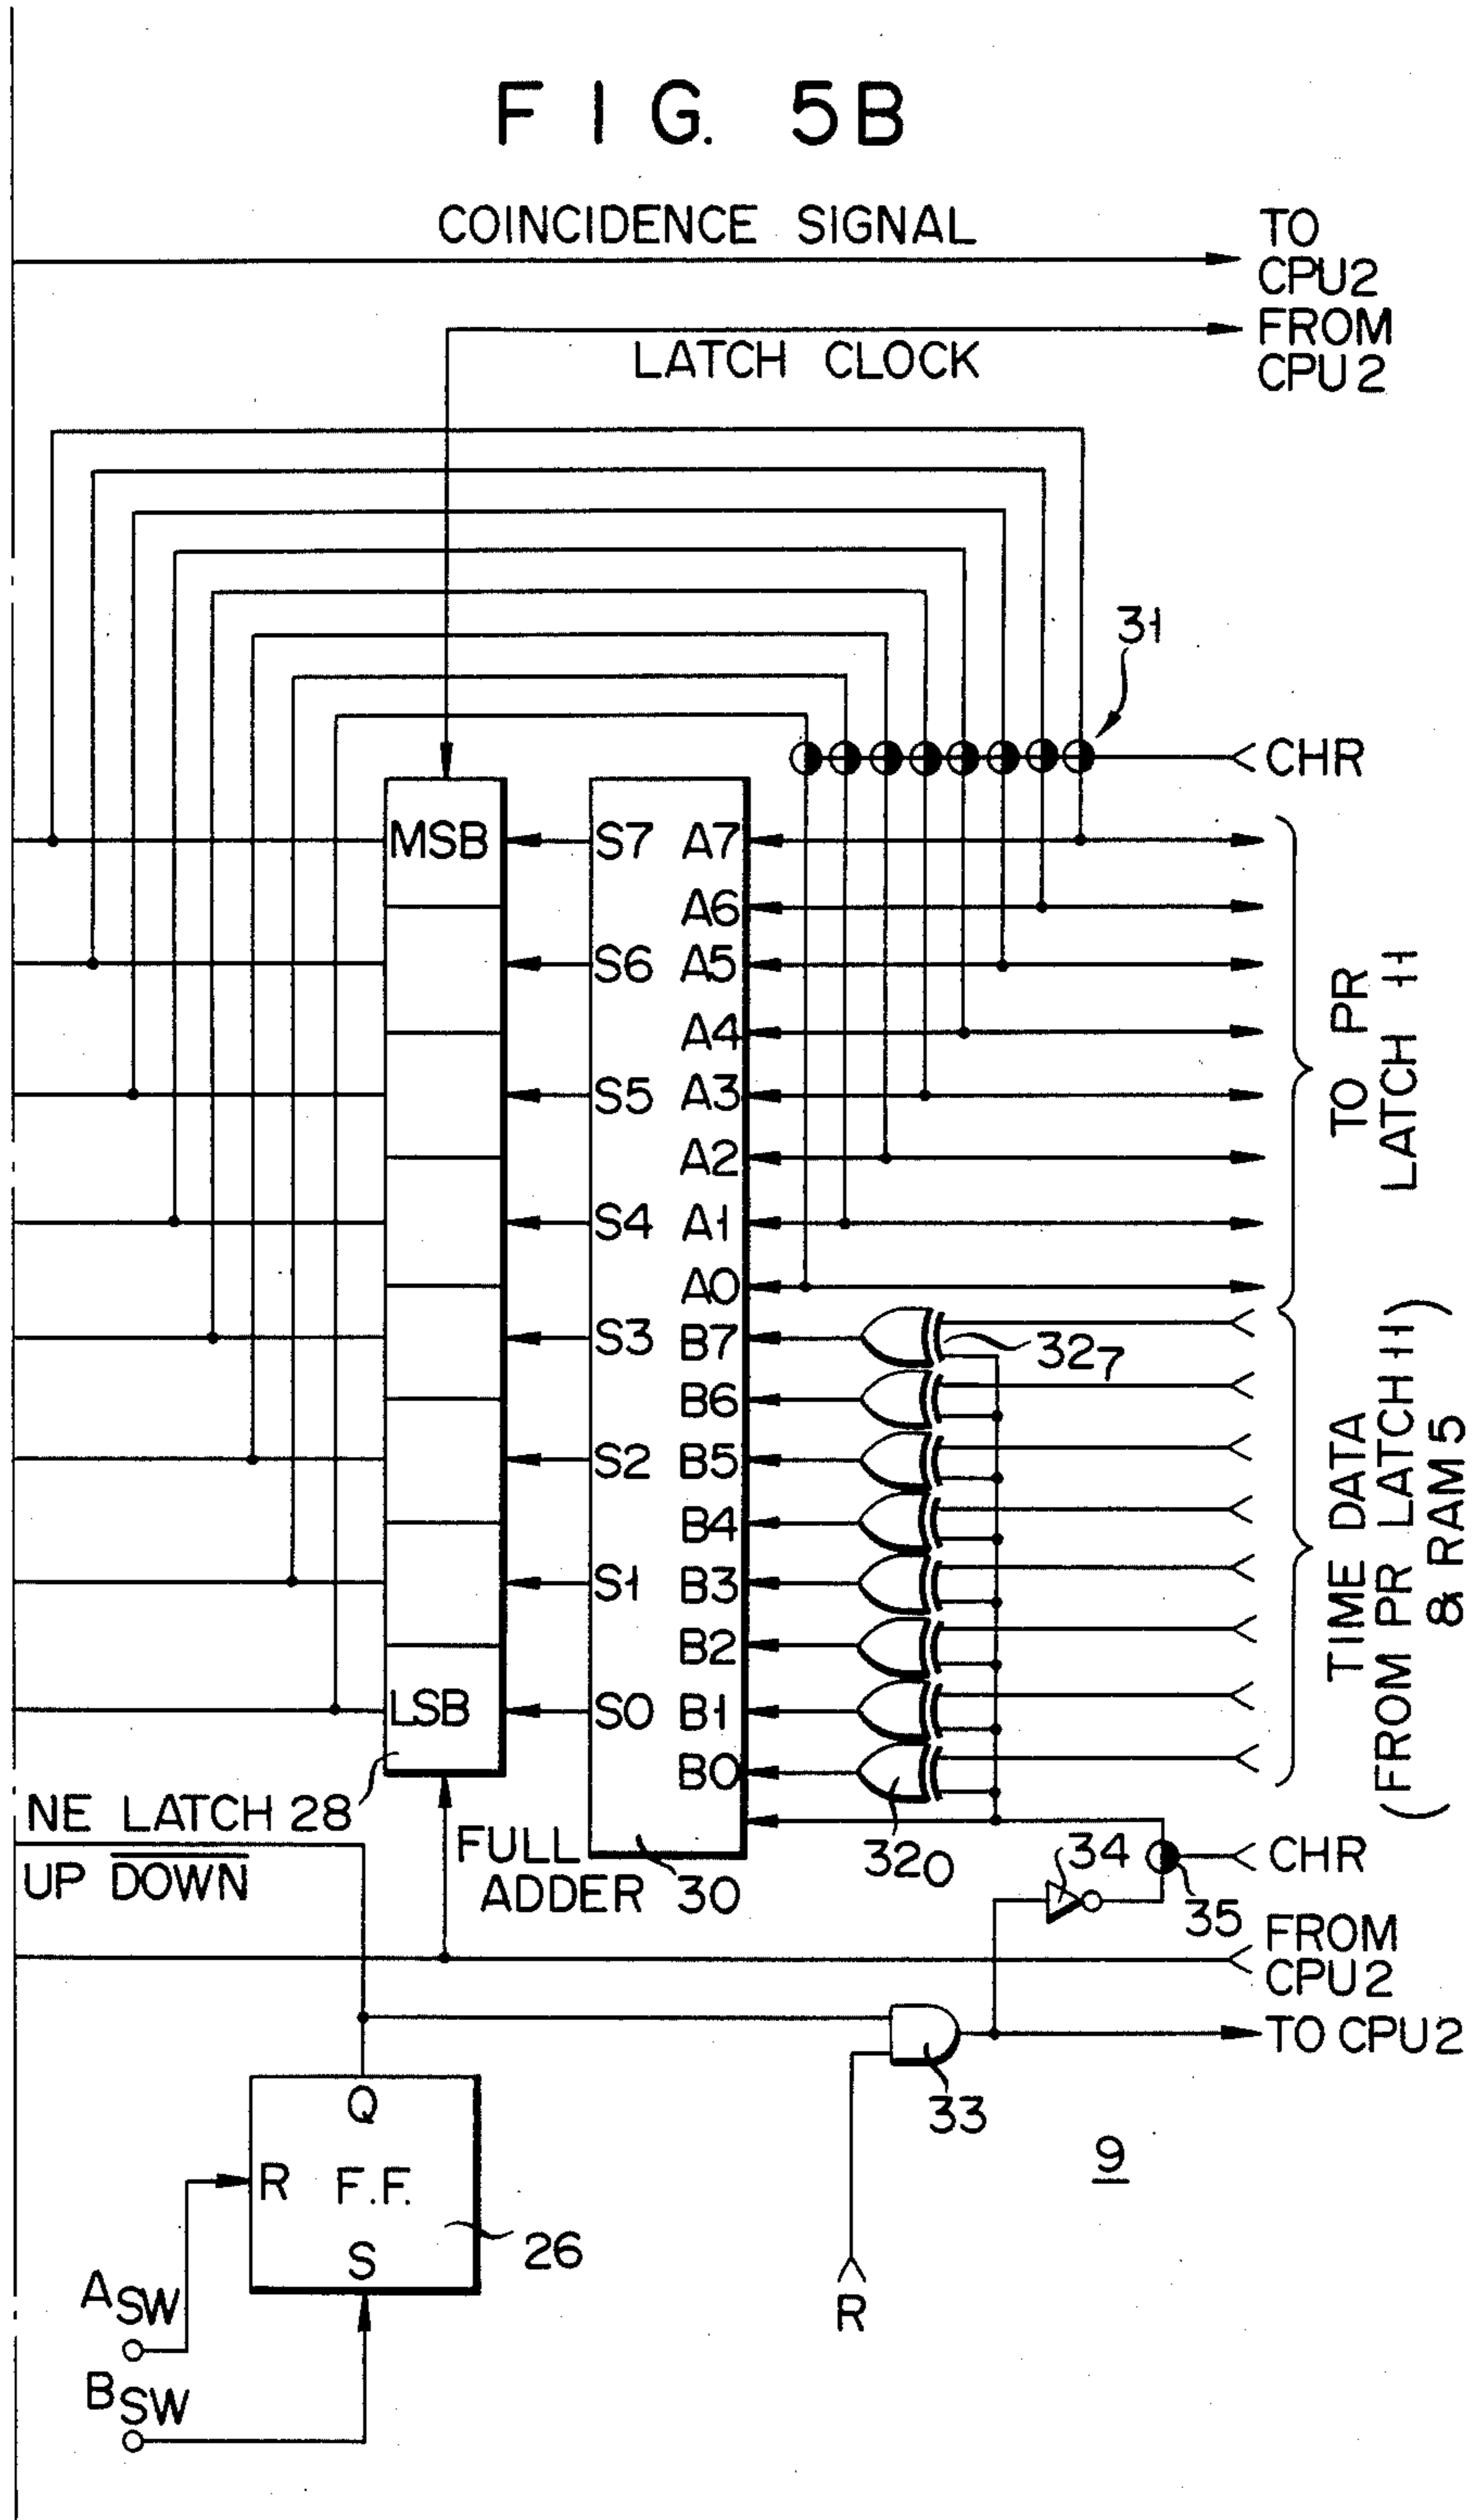 FIG. 5B
COINCIDENCE SIGNAL
TO
CPU2
FROM
CPU2
LATCH CLOCK
31
CHR
MSB
S7 A7
A6
S6 A5
A4
S5 A3
A2
S4 A1
A0
S3 B7
B6
S2 B5
B4
S1 B3
B2
LSB
S0 B1
B0
TO PR
LATCH 11
327
TIME DATA
(FROM PR LATCH 11)
& RAM5
NE LATCH 28
UP DOWN
FULL
ADDER 30
320
34
CHR
35
FROM
CPU2
TO CPU2
33
Q
R F.F.
S
26
9
ASW
BSW
R